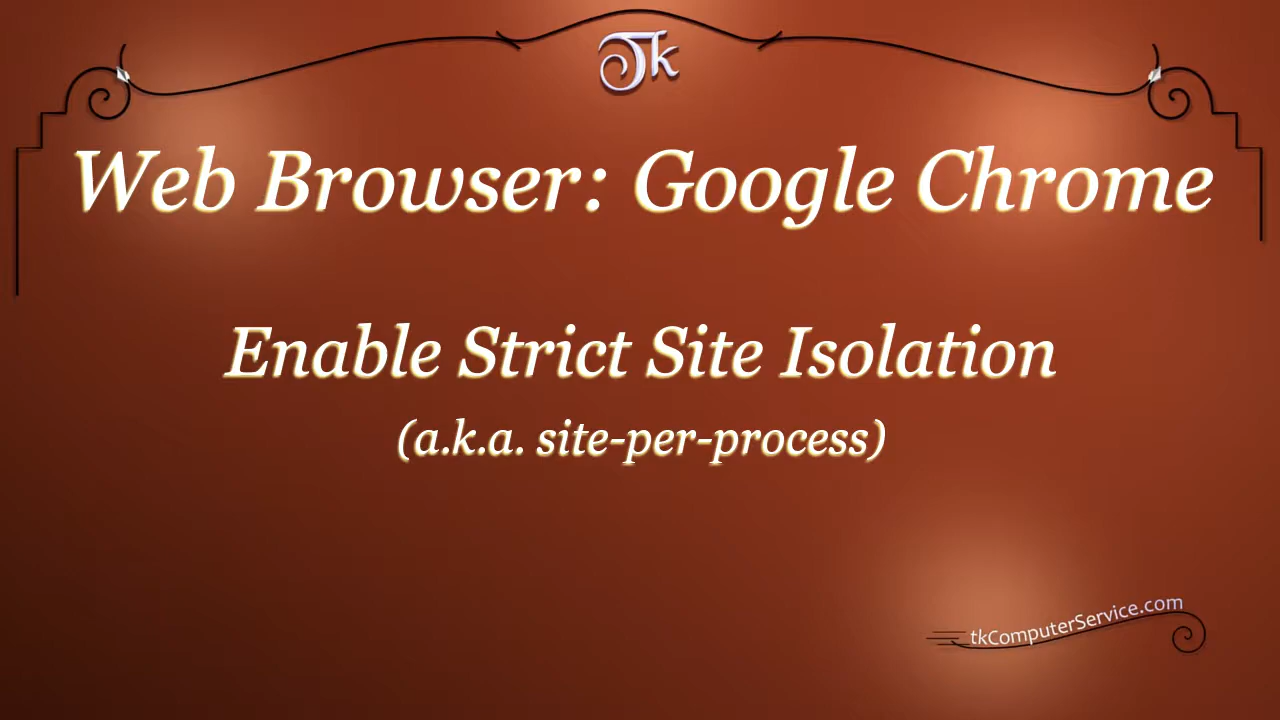 Tk
Web Browser: Google Chrome
Enable Strict Site Isolation
(a.k.a. site-per-process)
tkComputerService.com